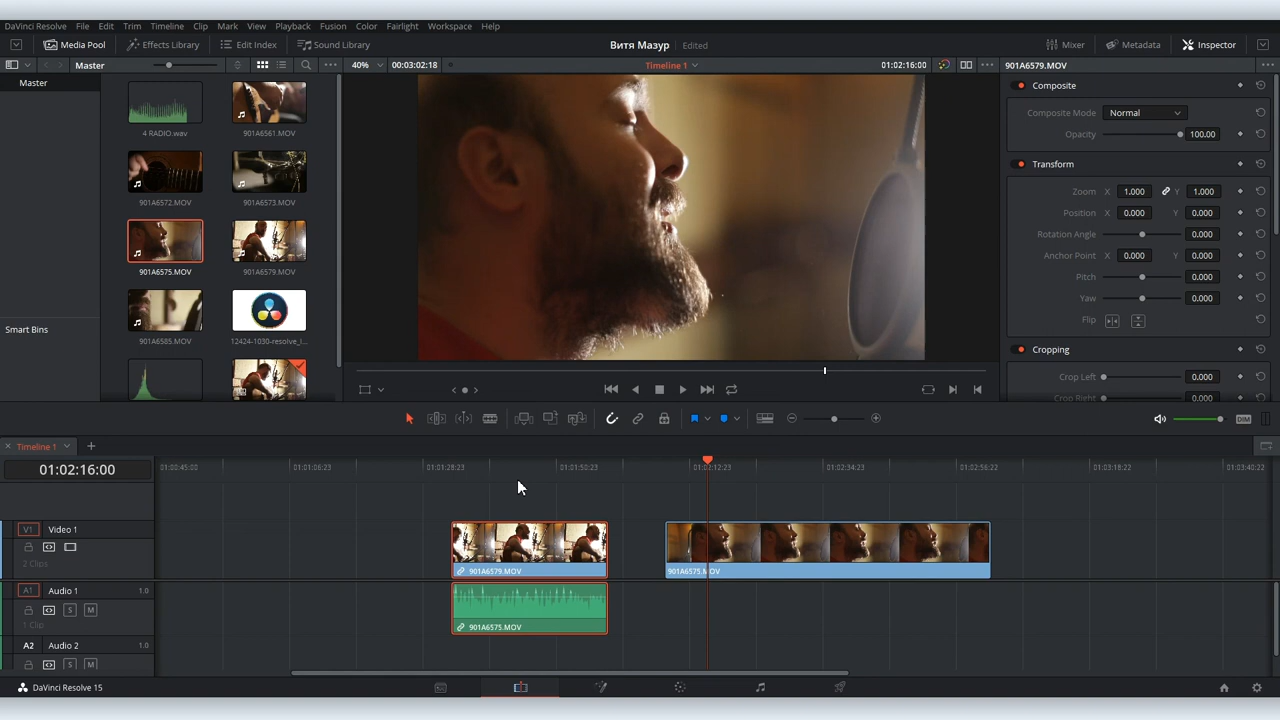 DaVinci Resolve File Edit Trim Timeline Clip Mark View Playback Fusion Color Fairlight Workspace Help
Media Pool Effects Library Edit Index Sound Library Витя Мазур Edited Mixer Metadata Inspector
Master 40% 00:03:02:18 Timeline 1 01:02:16:00 901A6579.MOV
Master
4 RADIO.wav 901A6561.MOV
901A6572.MOV 901A6573.MOV
901A6575.MOV 901A6579.MOV
901A6585.MOV 12424-1030-resolve_l...
Smart Bins
Composite
Composite Mode Normal
Opacity 100.00
Transform
Zoom X 1.000 Y 1.000
Position X 0.000 Y 0.000
Rotation Angle 0.000
Anchor Point X 0.000 Y 0.000
Pitch 0.000
Yaw 0.000
Flip
Cropping
Crop Left 0.000
Crop Right 0.000
DIM
Timeline 1
01:02:16:00
01:00:45:00 01:01:06:23 01:01:28:23 01:01:50:23 01:02:12:23 01:02:34:23 01:02:56:22 01:03:18:22 01:03:40:22
V1 Video 1
2 Clips
901A6579.MOV 901A6575.MOV
A1 Audio 1 1.0
S M
1 Clip
901A6575.MOV
A2 Audio 2 1.0
S M
DaVinci Resolve 15